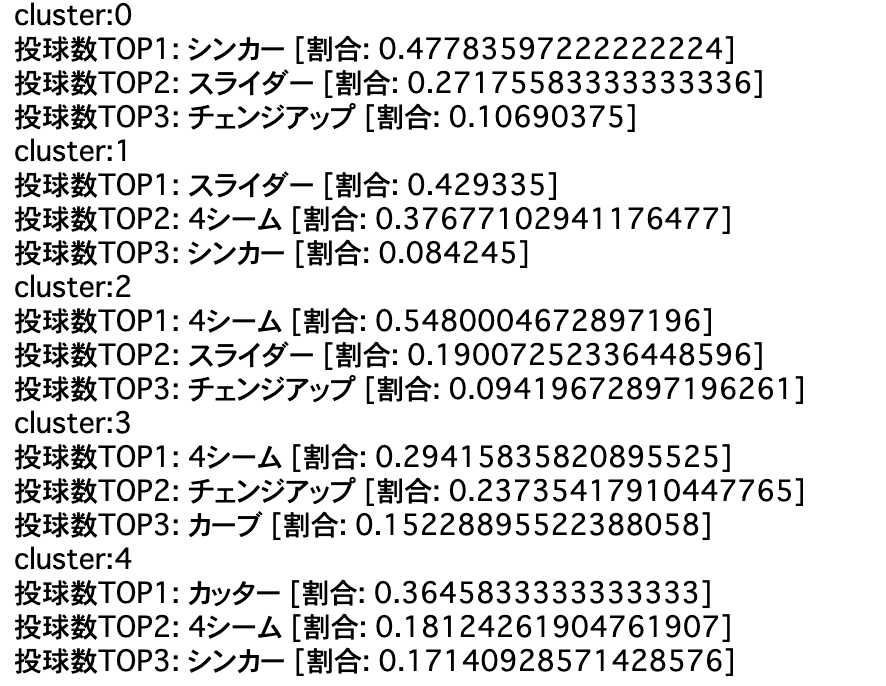 cluster:0
投球数TOP1: シンカー [割合: 0.47783597222222224]
投球数TOP2: スライダー [割合: 0.27175583333333336]
投球数TOP3: チェンジアップ [割合: 0.10690375]
cluster:1
投球数TOP1: スライダー [割合: 0.429335]
投球数TOP2: 4シーム [割合: 0.37677102941176477]
投球数TOP3: シンカー [割合: 0.084245]
cluster:2
投球数TOP1: 4シーム [割合: 0.5480004672897196]
投球数TOP2: スライダー [割合: 0.19007252336448596]
投球数TOP3: チェンジアップ [割合: 0.094196728971962​61]
cluster:3
投球数TOP1: 4シーム [割合: 0.29415835820895525]
投球数TOP2: チェンジアップ [割合: 0.23735417910447765]
投球数TOP3: カーブ [割合: 0.15228895522388058]
cluster:4
投球数TOP1: カッター [割合: 0.3645833333333333]
投球数TOP2: 4シーム [割合: 0.18124261904761907]
投球数TOP3: シンカー [割合: 0.17140928571428576]